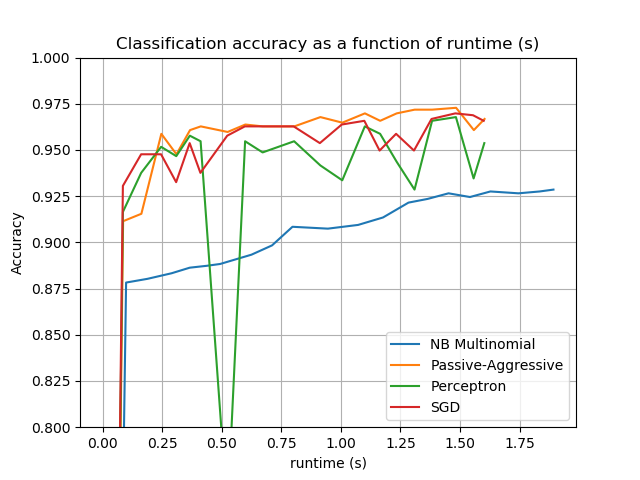 Classification accuracy as a function of runtime (s)
1.000
0.975
0.950
0.925
0.900
0.875
0.850
0.825
0.800
Accuracy
NB Multinomial
Passive-Aggressive
Perceptron
SGD
0.00 0.25 0.50 0.75 1.00 1.25 1.50 1.75
runtime (s)